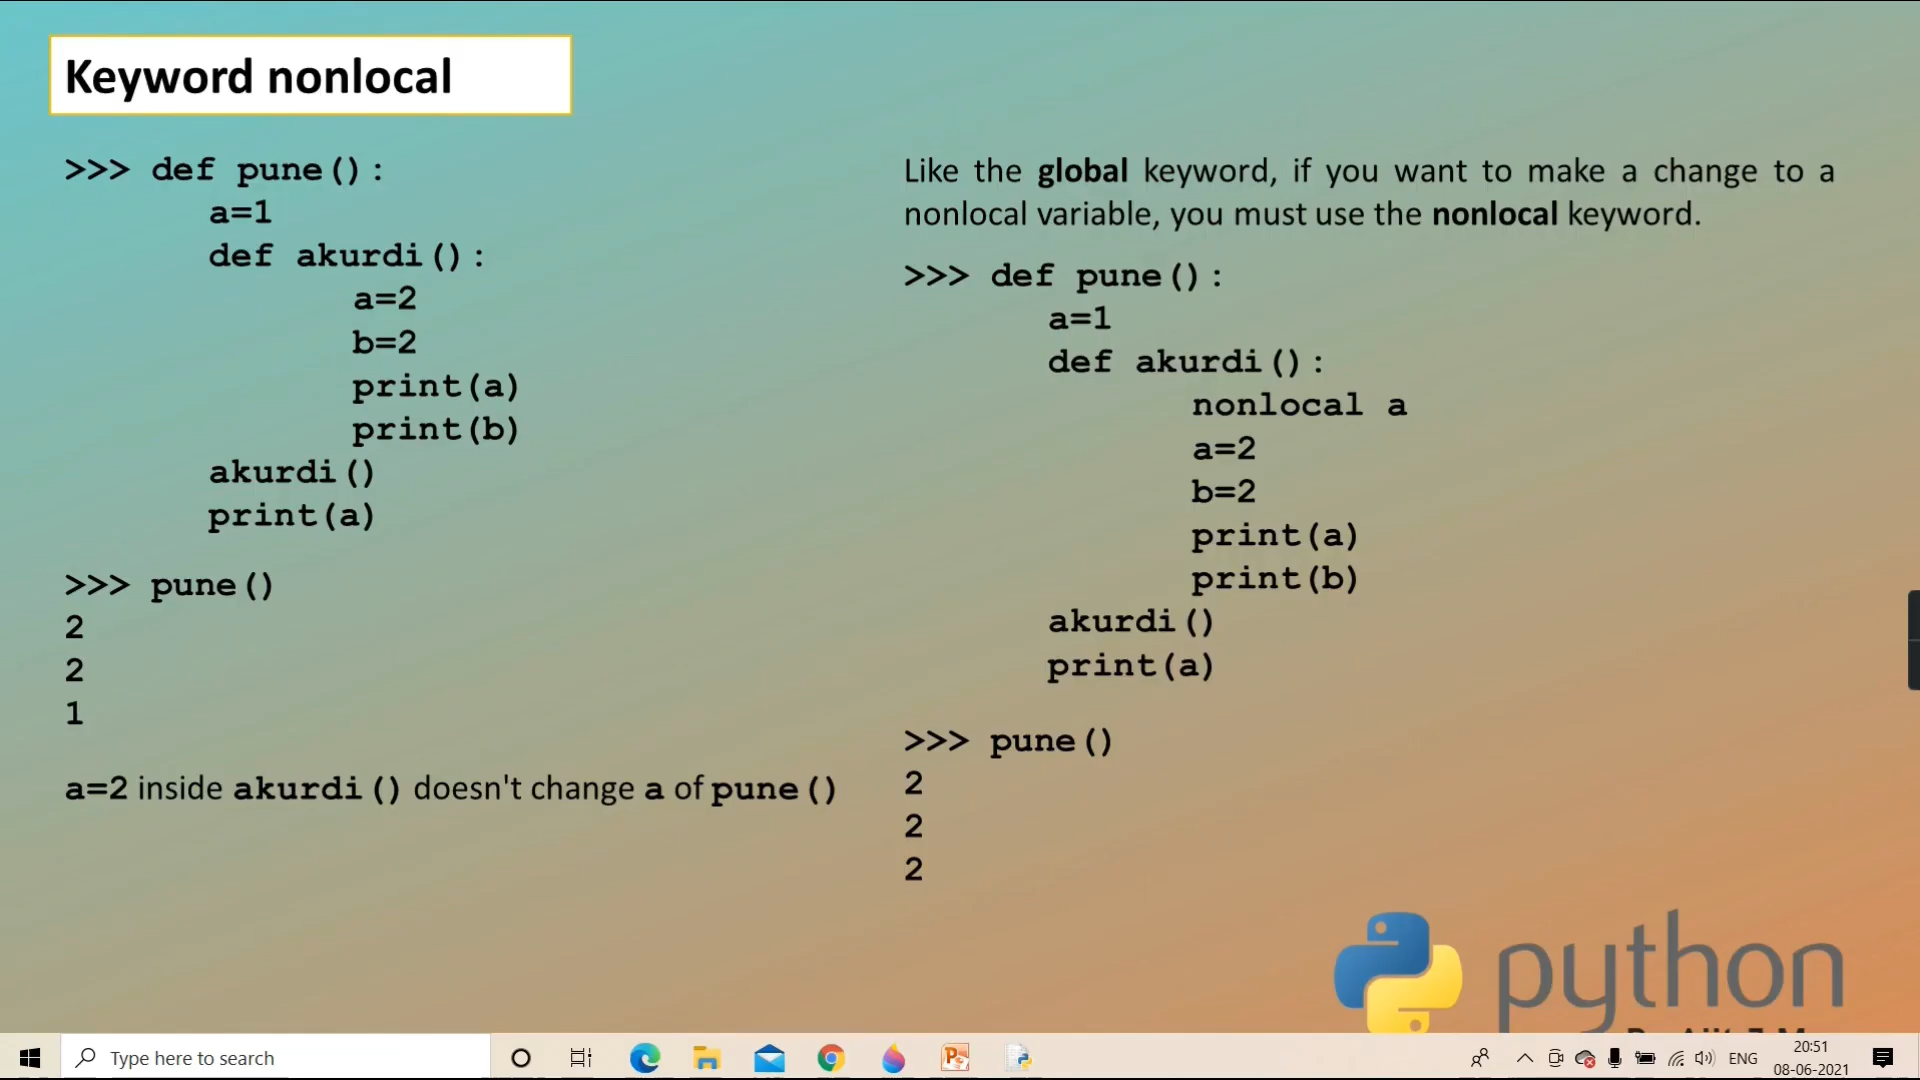 Keyword nonlocal
>>> def pune():
a=1
def akurdi():
a=2
b=2
print(a)
print(b)
akurdi()
print(a)
>>> pune()
2
2
1
a=2 inside akurdi() doesn't change a of pune()
Like the global keyword, if you want to make a change to a
nonlocal variable, you must use the nonlocal keyword.
>>> def pune():
a=1
def akurdi():
nonlocal a
a=2
b=2
print(a)
print(b)
akurdi()
print(a)
>>> pune()
2
2
2
python
Type here to search
ENG
20:51
08-06-2021